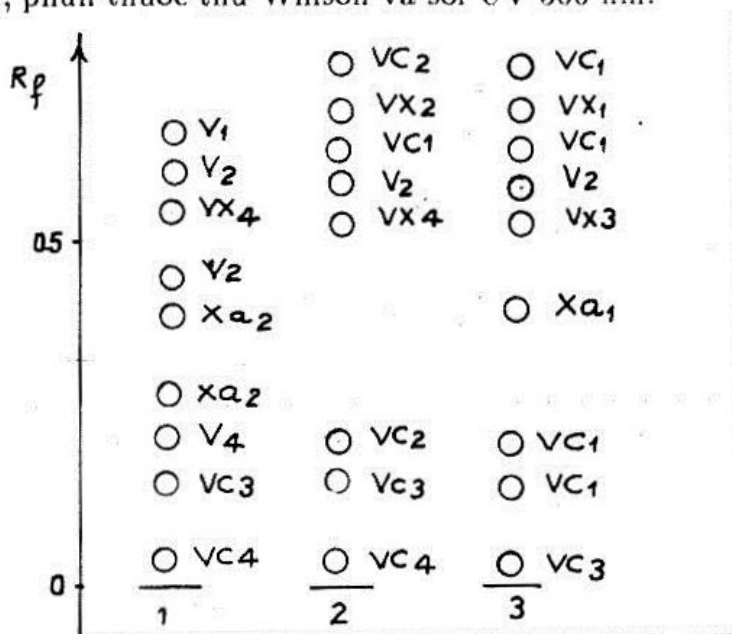 , phun thuốc thử Wilson và soi UV nm.
VC2 VC1
Rf VX2 VX1
V1 VC1 VC1
V2 V2 V2
VX4 VX4 VX3
0.5
V2
Xa2 Xa1
xa2
V4 VC2 VC1
VC3 Vc3 VC1
VC4 VC4 VC3
0
1 2 3